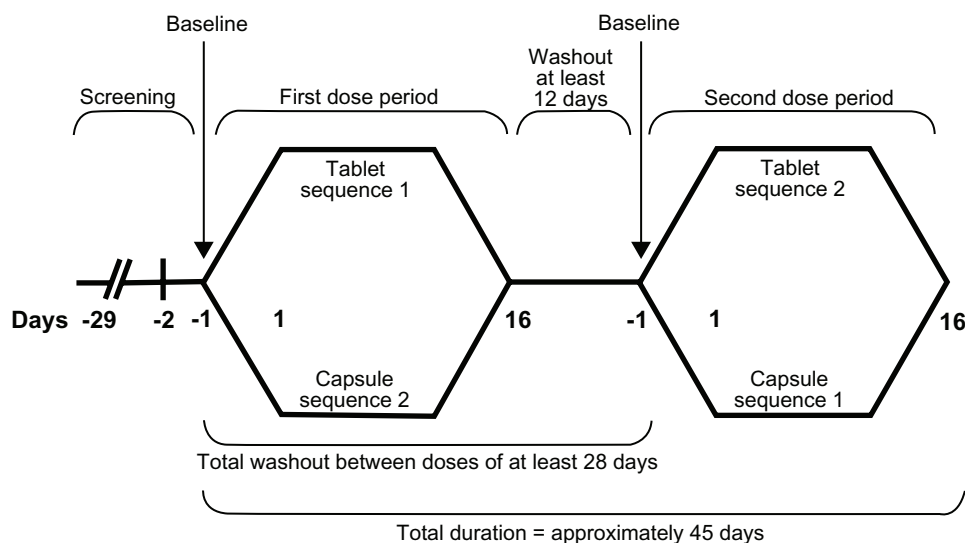 Baseline
Baseline
Washout
at least
12 days
Screening
First dose period
Second dose period
Tablet
sequence 1
Tablet
sequence 2
Days -29 -2 -1 1 16 -1 1 16
Capsule
sequence 2
Capsule
sequence 1
Total washout between doses of at least 28 days
Total duration = approximately 45 days